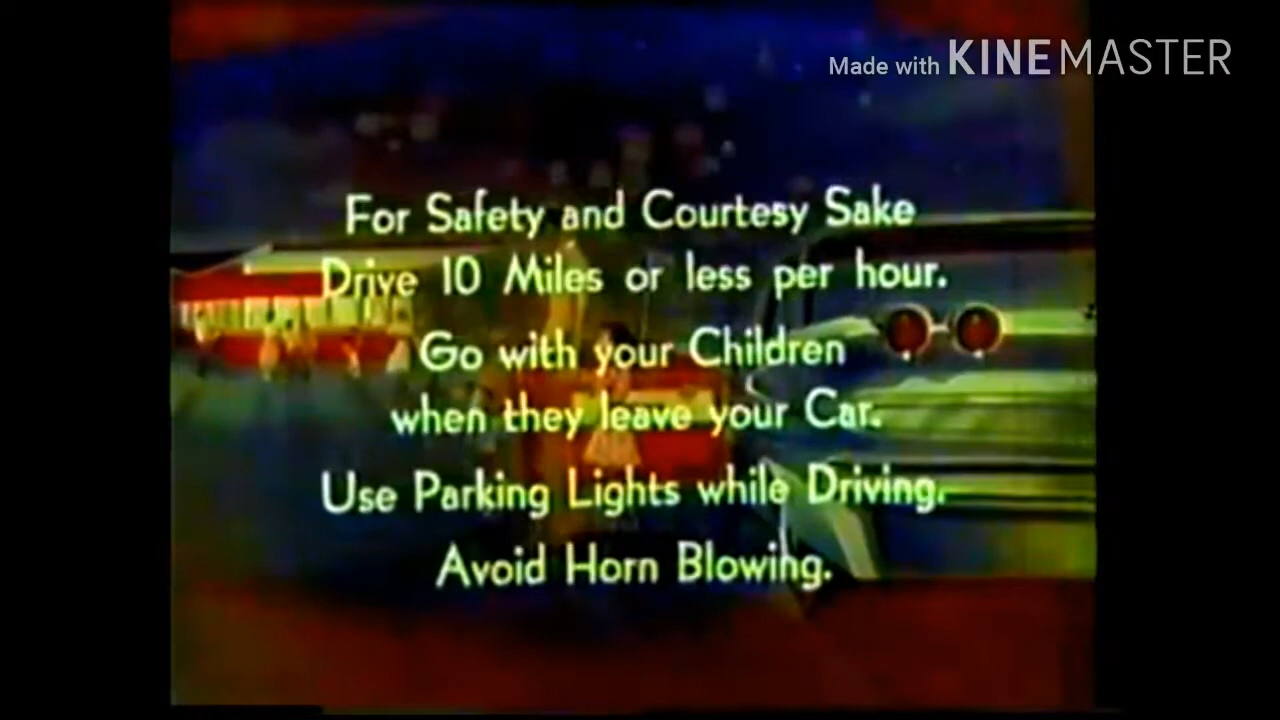 Made with KINEMASTER
For Safety and Courtesy Sake
Drive 10 Miles or less per hour.
Go with your Children
when they leave your Car.
Use Parking Lights while Driving.
Avoid Horn Blowing.